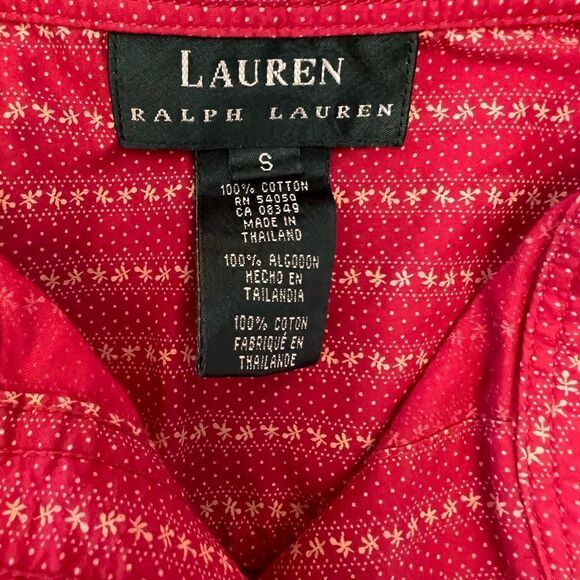 LAUREN
RALPH LAUREN
S
100% COTTON
RN 54050
CA 08349
MADE IN
THAILAND
100% ALGODON
HECHO EN
TAILANDIA
100% COTON
FABRIQUÉ EN
THAILANDE